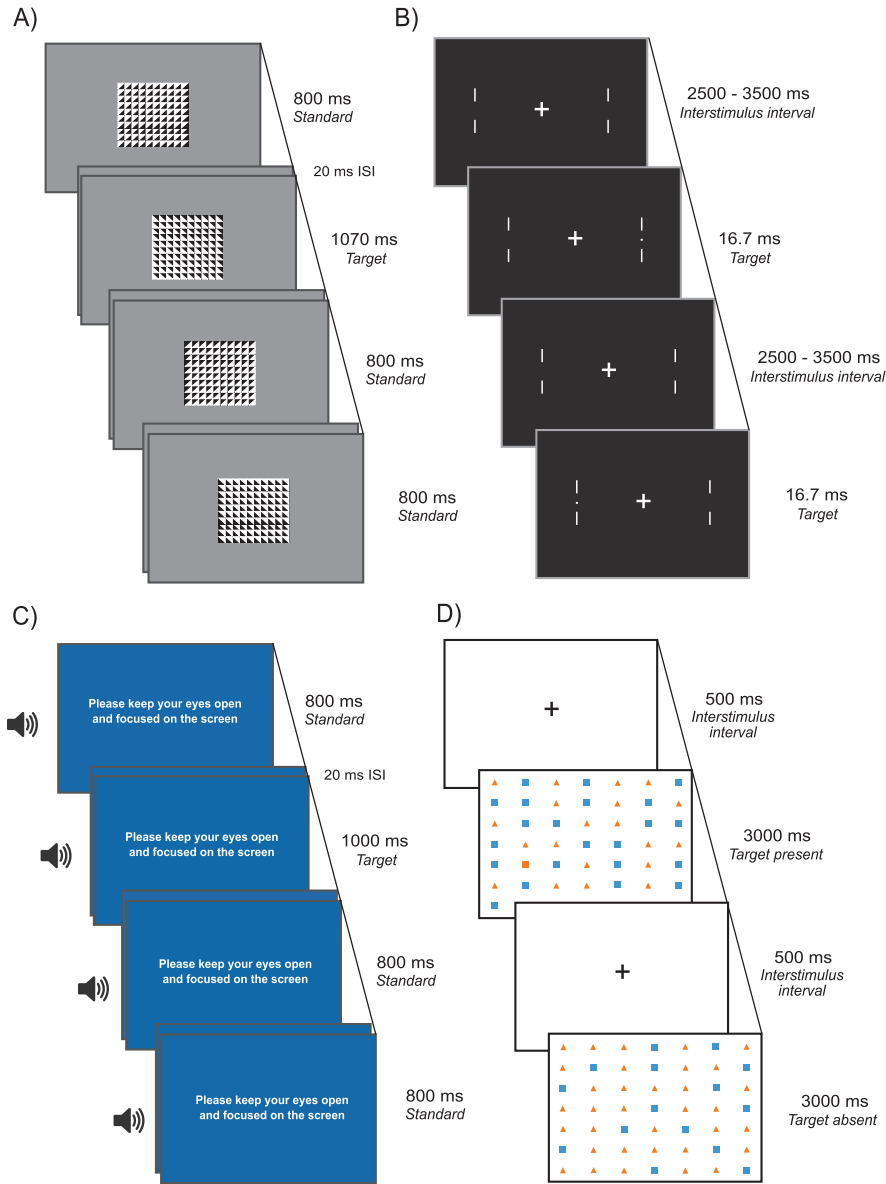 A)
800 ms
Standard
20 ms ISI
1070 ms
Target
800 ms
Standard
800 ms
Standard
B)
2500 - 3500 ms
Interstimulus interval
16.7 ms
Target
2500 - 3500 ms
Interstimulus interval
16.7 ms
Target
C)
Please keep your eyes open
and focused on the screen
800 ms
Standard
20 ms ISI
Please keep your eyes open
and focused on the screen
1000 ms
Target
Please keep your eyes open
and focused on the screen
800 ms
Standard
Please keep your eyes open
and focused on the screen
800 ms
Standard
D)
500 ms
Interstimulus
interval
3000 ms
Target present
500 ms
Interstimulus
interval
3000 ms
Target absent